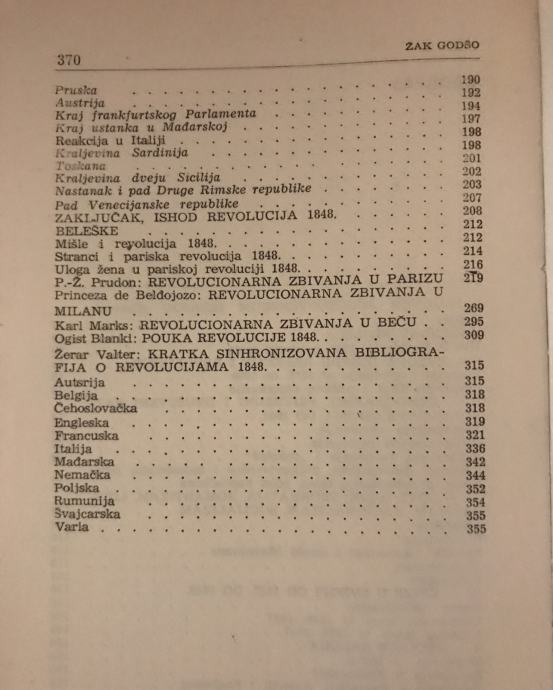 370 ŽAK GODŠO
Pruska . . . . . . . . . . . . . . . 190
Austrija . . . . . . . . . . . . . . . 192
Kraj frankfurtskog Parlamenta . . . . . . . . 194
Kraj ustanka u Mađarskoj . . . . . . . . . 197
Reakcija u Italiji . . . . . . . . . . . . 198
Kraljevina Sardinija . . . . . . . . . . . 198
Toskana . . . . . . . . . . . . . . . 201
Kraljevina dveju Sicilija . . . . . . . . . . 202
Nastanak i pad Druge Rimske republike . . . . . . 203
Pad Venecijanske republike . . . . . . . . . 207
ZAKLJUČAK, ISHOD REVOLUCIJA 1848. . . . . . 208
BELEŠKE . . . . . . . . . . . . . . . 212
Mišle i revolucija 1848. . . . . . . . . . . 212
Stranci i pariska revolucija 1848. . . . . . . . 214
Uloga žena u pariskoj revoluciji 1848. . . . . . . 216
P.-Ž. Prudon: REVOLUCIONARNA ZBIVANJA U PARIZU 219
Princeza de Beldojozo: REVOLUCIONARNA ZBIVANJA U
MILANU . . . . . . . . . . . . . . . 269
Karl Marks: REVOLUCIONARNA ZBIVANJA U BEČU . . 295
Ogist Blanki: POUKA REVOLUCIJE 1848. . . . . . 309
Žerar Valter: KRATKA SINHRONIZOVANA BIBLIOGRA-
FIJA O REVOLUCIJAMA 1848. . . . . . . . . 315
Autsrija . . . . . . . . . . . . . . . 315
Belgija . . . . . . . . . . . . . . . 318
Čehoslovačka . . . . . . . . . . . . . 318
Engleska . . . . . . . . . . . . . . . 319
Francuska . . . . . . . . . . . . . . 321
Italija . . . . . . . . . . . . . . . 336
Mađarska . . . . . . . . . . . . . . 342
Nemačka . . . . . . . . . . . . . . . 344
Poljska . . . . . . . . . . . . . . . 352
Rumunija . . . . . . . . . . . . . . 354
Švajcarska . . . . . . . . . . . . . . 355
Varia . . . . . . . . . . . . . . . . 355